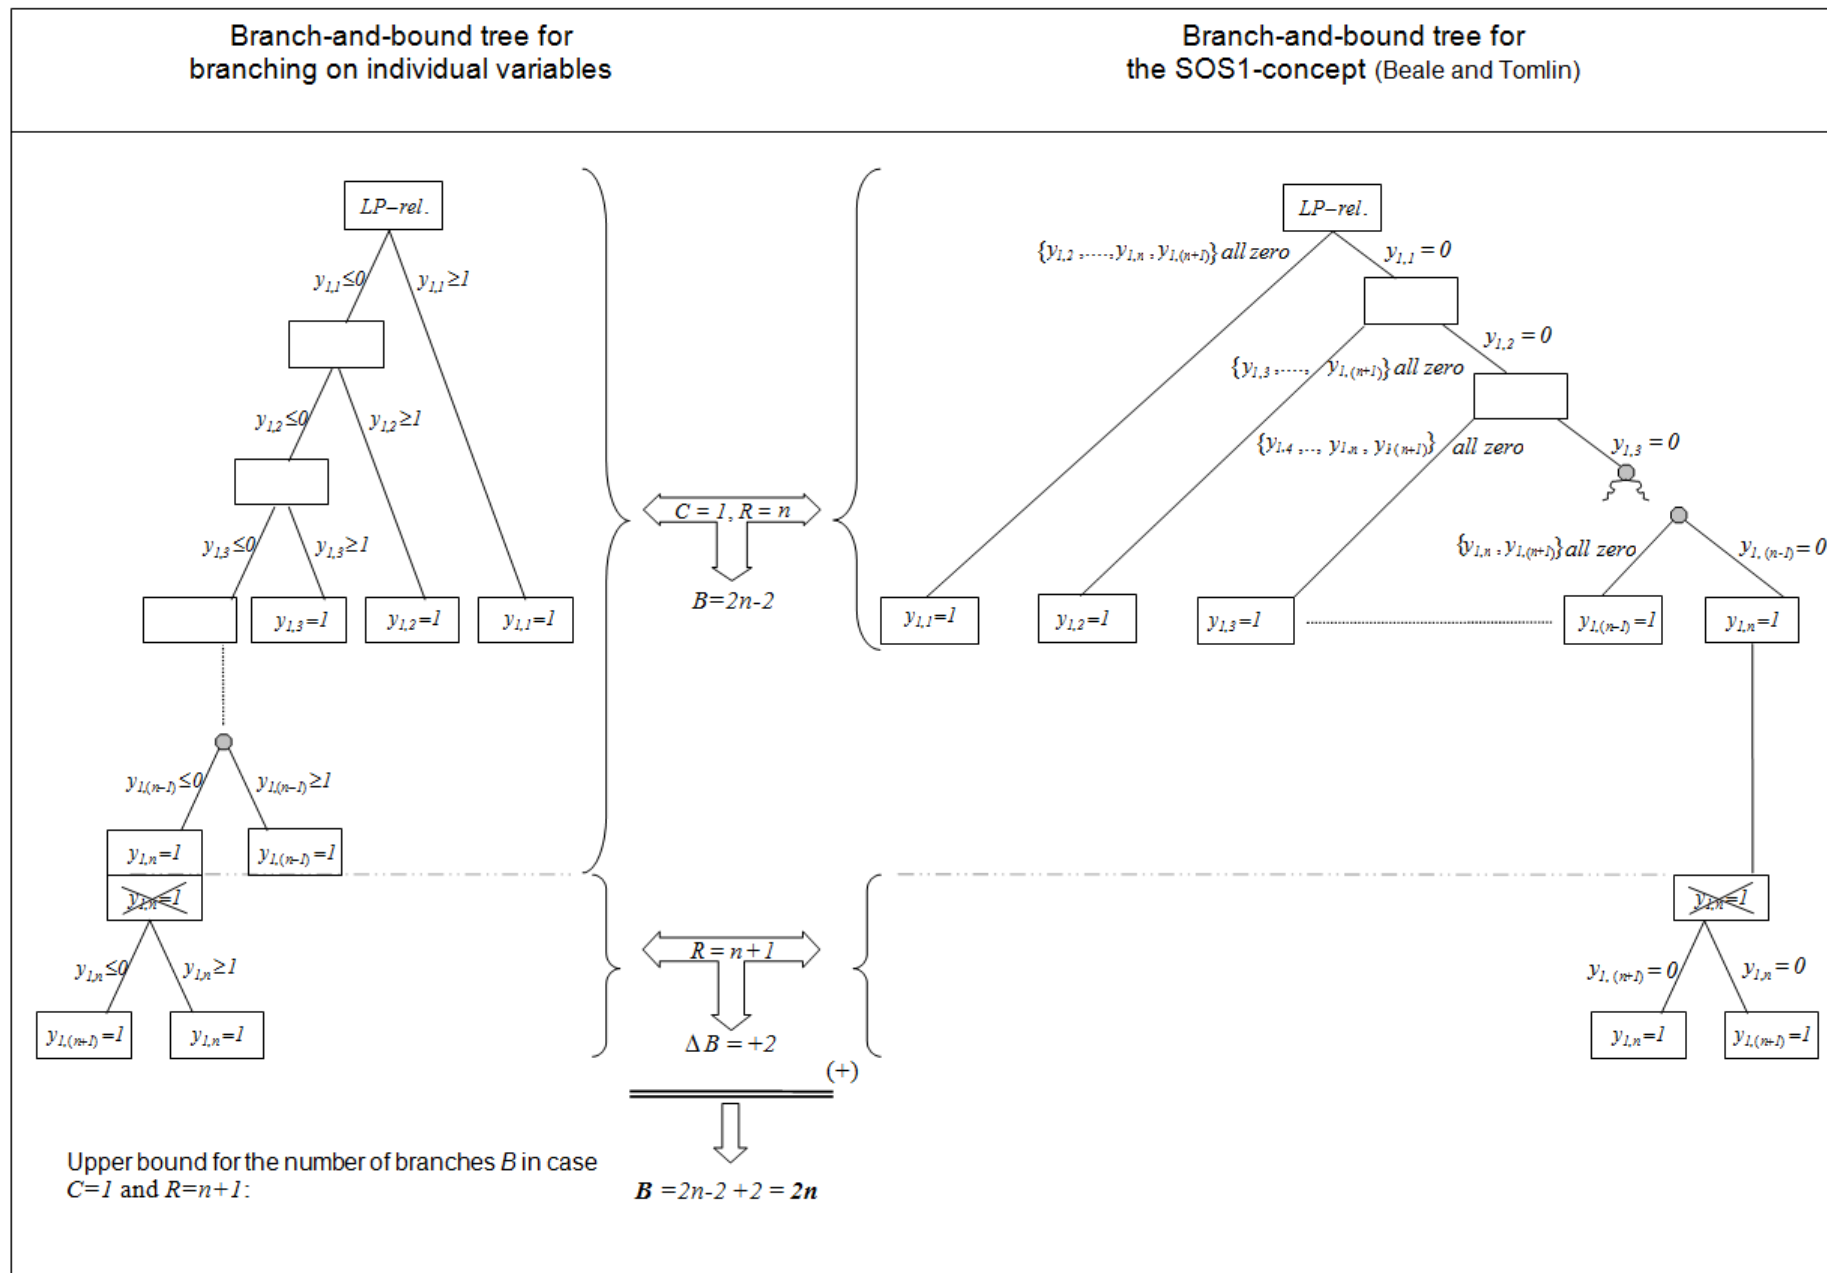 Branch-and-bound tree for
branching on individual variables
Branch-and-bound tree for
the SOS1-concept (Beale and Tomlin)
LP–rel.
y1,1≤0
y1,1≥1
y1,2≤0
y1,2≥1
y1,3≤0
y1,3≥1
y1,3=1
y1,2=1
y1,1=1
y1,(n–1)≤0
y1,(n–1)≥1
y1,n=1
y1,(n–1)=1
y1,n=1
y1,n≤0
y1,n≥1
y1,(n+1)=1
y1,n=1
C = 1, R = n
B=2n-2
R = n+1
Δ B = +2
(+)
Upper bound for the number of branches B in case
C=1 and R=n+1:
B =2n-2 +2 = 2n
LP–rel.
{y1,2 ,....., y1,n , y1,(n+1)} all zero
y1,1 = 0
y1,2 = 0
{y1,3 ,....., y1,(n+1)} all zero
{y1,4 ,.., y1,n , y1,(n+1)} all zero
y1,3 = 0
{y1,n , y1,(n+1)} all zero
y1,(n-1) = 0
y1,1=1
y1,2=1
y1,3=1
y1,(n–1)=1
y1,n=1
y1,n=1
y1,(n+1) = 0
y1,n = 0
y1,n=1
y1,(n+1)=1